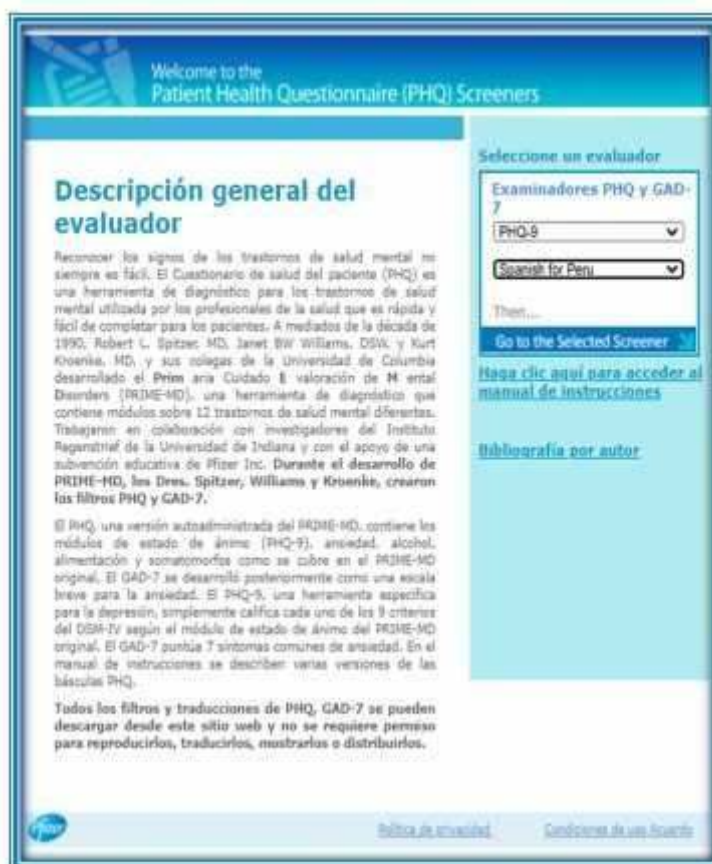 Welcome to the
Patient Health Questionnaire (PHQ) Screeners
Descripción general del
evaluador
Reconocer los signos de los trastornos de salud mental no
siempre es fácil. El Cuestionario de salud del paciente (PHQ) es
una herramienta de diagnóstico para los trastornos de salud
mental utilizada por los profesionales de la salud que es rápida y
fácil de completar para los pacientes. A mediados de la década de
1990, Robert L. Spitzer, MD, Janet BW Williams, DSW, y Kurt
Kroenke, MD, y sus colegas de la Universidad de Columbia
desarrollado el Prim aria Cuidado E valoración de M ental
Disorders (PRIME-MD), una herramienta de diagnóstico que
contiene módulos sobre 12 trastornos de salud mental diferentes.
Trabajaron en colaboración con investigadores del Instituto
Regenstrief de la Universidad de Indiana y con el apoyo de una
subvención educativa de Pfizer Inc. Durante el desarrollo de
PRIME-MD, los Dres. Spitzer, Williams y Kroenke, crearon
los filtros PHQ y GAD-7.
El PHQ, una versión autoadministrada del PRIME-MD, contiene los
módulos de estado de ánimo (PHQ-9), ansiedad, alcohol,
alimentación y somatomorfos como se cubre en el PRIME-MD
original. El GAD-7 se desarrolló posteriormente como una escala
breve para la ansiedad. El PHQ-9, una herramienta específica
para la depresión, simplemente califica cada uno de los 9 criterios
del DSM-IV según el módulo de estado de ánimo del PRIME-MD
original. El GAD-7 puntúa 7 síntomas comunes de ansiedad. En el
manual de instrucciones se describen varias versiones de las
básculas PHQ.
Todos los filtros y traducciones de PHQ, GAD-7 se pueden
descargar desde este sitio web y no se requiere permiso
para reproducirlos, traducirlos, mostrarlos o distribuirlos.
Seleccione un evaluador
Examinadores PHQ y GAD-
7
PHQ-9
Spanish for Peru
Then...
Go to the Selected Screener
Haga clic aquí para acceder al
manual de instrucciones
Bibliografía por autor
Pfizer
Política de privacidad
Condiciones de uso Acuerdo